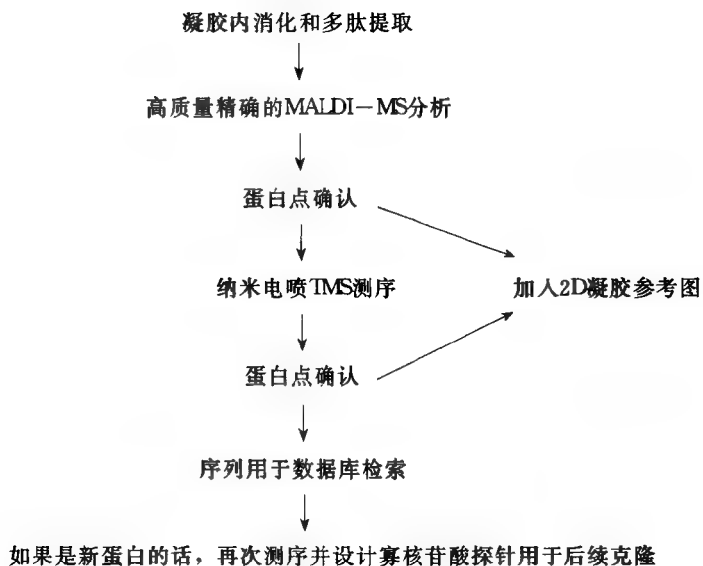 凝胶内消化和多肽提取
高质量精确的MALDI－MS分析
蛋白点确认
纳米电喷TMS测序
加入2D凝胶参考图
蛋白点确认
序列用于数据库检索
如果是新蛋白的话，再次测序并设计寡核苷酸探针用于后续克隆